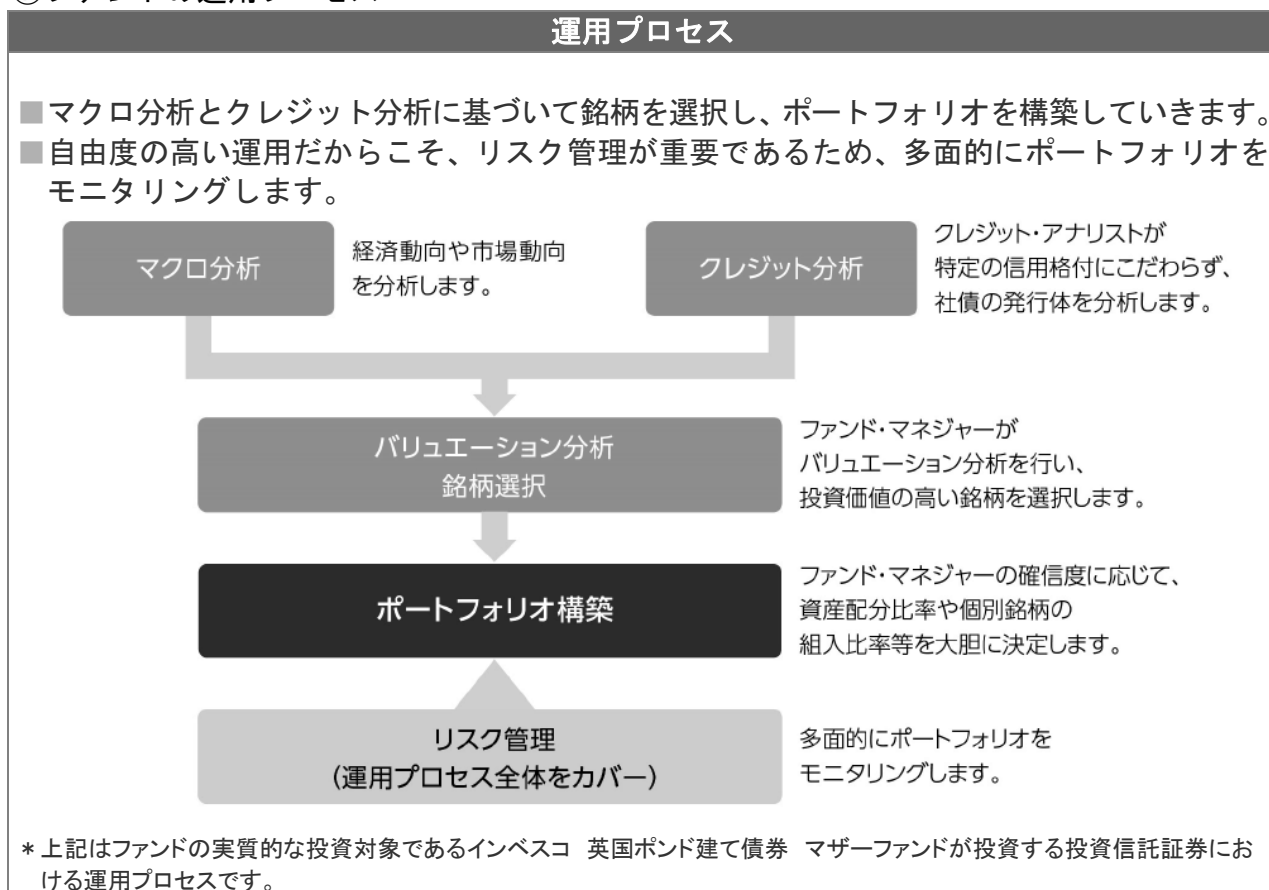 運用プロセス
■マクロ分析とクレジット分析に基づいて銘柄を選択し、ポートフォリオを構築していきます。
■自由度の高い運用だからこそ、リスク管理が重要であるため、多面的にポートフォリオを
モニタリングします。
マクロ分析
経済動向や市場動向
を分析します。
クレジット分析
クレジット・アナリストが
特定の信用格付にこだわらず、
社債の発行体を分析します。
バリュエーション分析
銘柄選択
ファンド・マネジャーが
バリュエーション分析を行い、
投資価値の高い銘柄を選択します。
ポートフォリオ構築
ファンド・マネジャーの確信度に応じて、
資産配分比率や個別銘柄の
組入比率等を大胆に決定します。
リスク管理
(運用プロセス全体をカバー)
多面的にポートフォリオを
モニタリングします。
＊上記はファンドの実質的な投資対象であるインベスコ 英国ポンド建て債券 マザーファンドが投資する投資信託証券にお
ける運用プロセスです。